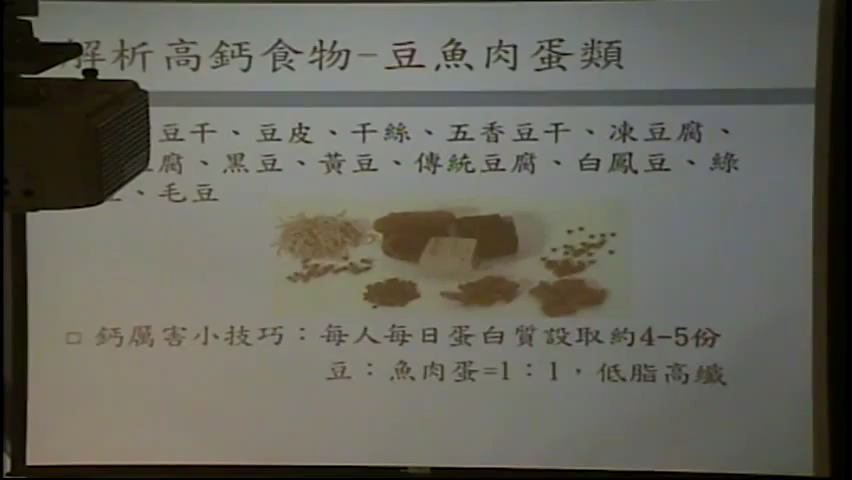 解析高鈣食物-豆魚肉蛋類
豆干、豆皮、干絲、五香豆干、凍豆腐、
腐、黑豆、黃豆、傳統豆腐、白鳳豆、綠
、毛豆
□ 鈣厲害小技巧：每人每日蛋白質設取約4-5份
豆：魚肉蛋=1：1，低脂高纖